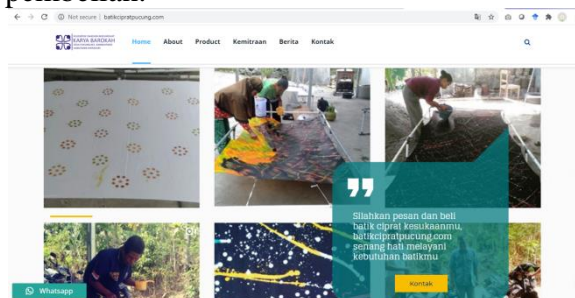 pembelian.
Not secure | batikcipratpucung.com
KARYA BAROKAH
Home About Product Kemitraan Berita Kontak
Silahkan pesan dan beli
batik ciprat kesukaanmu,
batikcipratpucung.com
senang hati melayani
kebutuhan batikmu
Kontak
Whatsapp